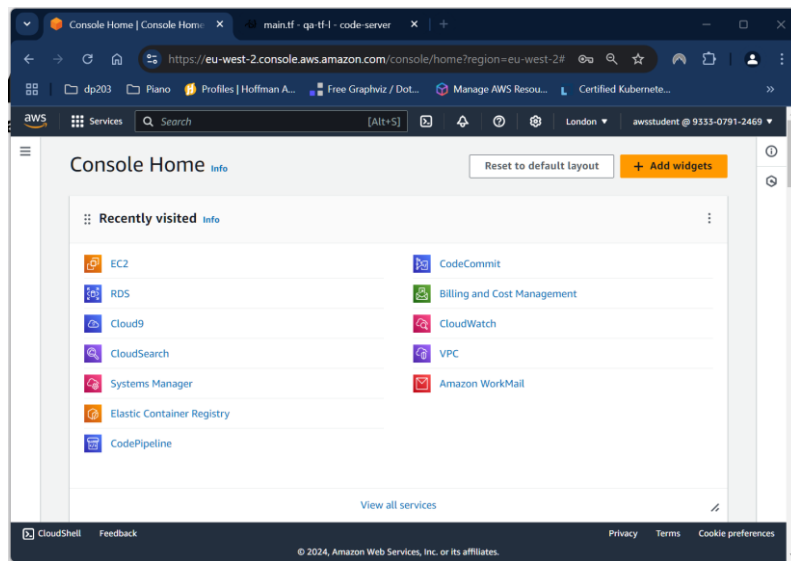 Console Home | Console Home
main.tf - qa-tf-l - code-server
https://eu-west-2.console.aws.amazon.com/console/home?region=eu-west-2#
dp203
Piano
Profiles | Hoffman A...
Free Graphviz / Dot...
Manage AWS Resou...
Certified Kubernete...
aws
Services
Search
[Alt+S]
London
awsstudent @ 9333-0791-2469
Console Home Info
Reset to default layout
+ Add widgets
Recently visited Info
EC2
RDS
Cloud9
CloudSearch
Systems Manager
Elastic Container Registry
CodePipeline
CodeCommit
Billing and Cost Management
CloudWatch
VPC
Amazon WorkMail
View all services
CloudShell
Feedback
Privacy
Terms
Cookie preferences
© 2024, Amazon Web Services, Inc. or its affiliates.